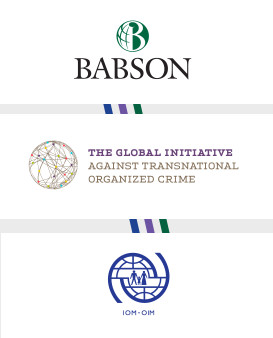 B
BABSON
THE GLOBAL INITIATIVE
AGAINST TRANSNATIONAL
ORGANIZED CRIME
IOM • OIM